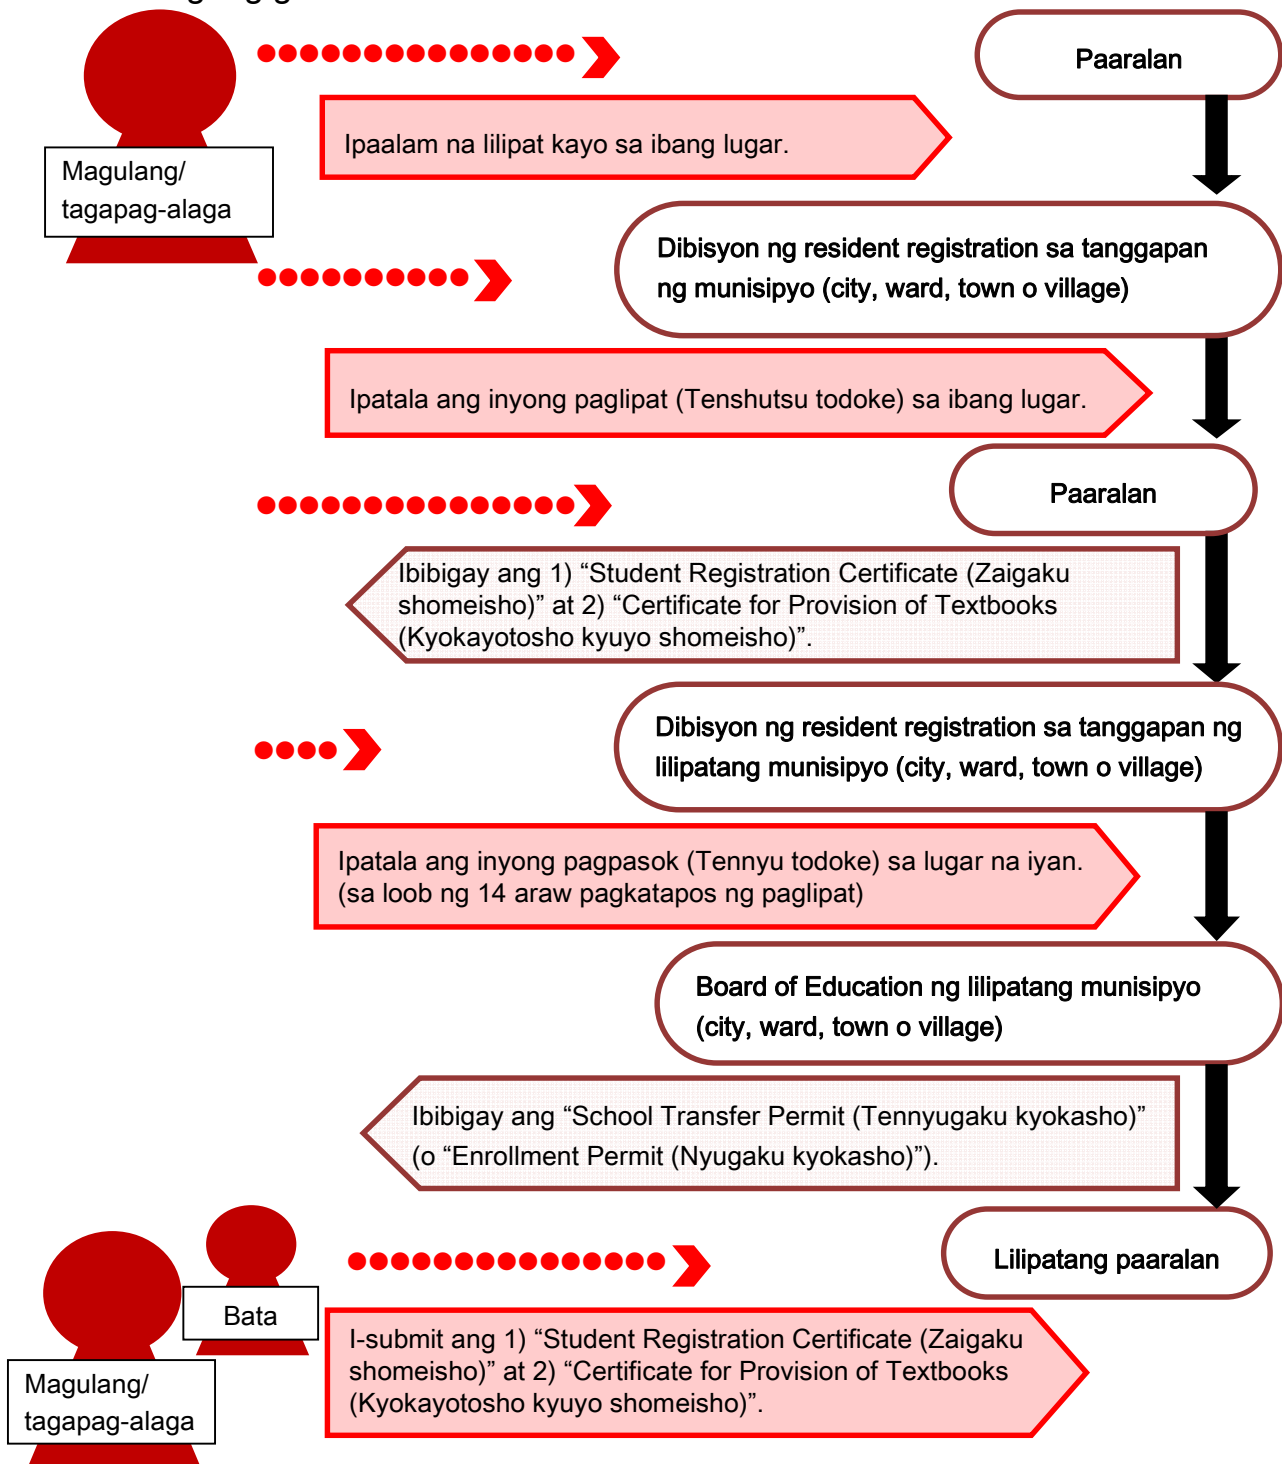 Paaralan
Ipaalam na lilipat kayo sa ibang lugar.
Magulang/
tagapag-alaga
Dibisyon ng resident registration sa tanggapan
ng munisipyo (city, ward, town o village)
Ipatala ang inyong paglipat (Tenshutsu todoke) sa ibang lugar.
Paaralan
Ibibigay ang 1) “Student Registration Certificate (Zaigaku
shomeisho)” at 2) “Certificate for Provision of Textbooks
(Kyokayotosho kyuyo shomeisho)”.
Dibisyon ng resident registration sa tanggapan ng
lilipatang munisipyo (city, ward, town o village)
Ipatala ang inyong pagpasok (Tennyu todoke) sa lugar na iyan.
(sa loob ng 14 araw pagkatapos ng paglipat)
Board of Education ng lilipatang munisipyo
(city, ward, town o village)
Ibibigay ang “School Transfer Permit (Tennyugaku kyokasho)”
(o “Enrollment Permit (Nyugaku kyokasho)”).
Lilipatang paaralan
Bata
I-submit ang 1) “Student Registration Certificate (Zaigaku
shomeisho)” at 2) “Certificate for Provision of Textbooks
(Kyokayotosho kyuyo shomeisho)”.
Magulang/
tagapag-alaga